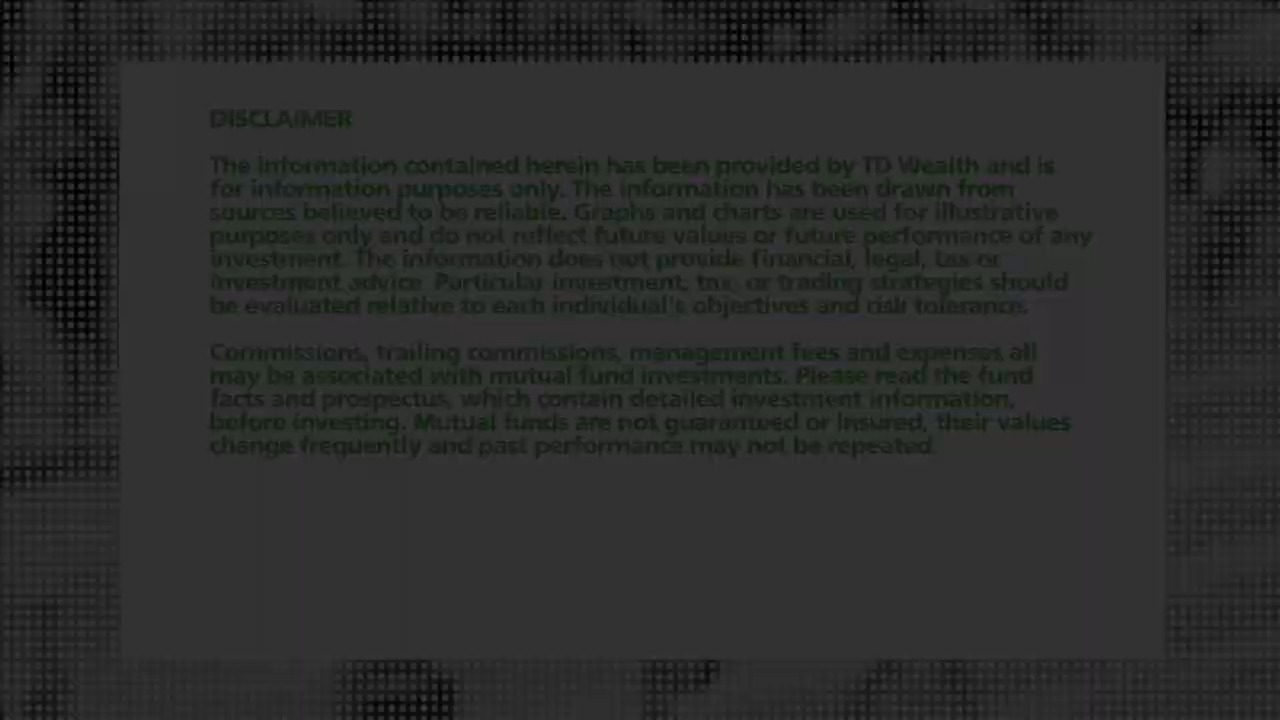 DISCLAIMER
The information contained herein has been provided by TD Wealth and is
for information purposes only. The information has been drawn from
sources believed to be reliable. Graphs and charts are used for illustrative
purposes only and do not reflect future values or future performance of any
investment. The information does not provide financial, legal, tax or
investment advice. Particular investment, tax, or trading strategies should
be evaluated relative to each individual's objectives and risk tolerance.
Commissions, trailing commissions, management fees and expenses all
may be associated with mutual fund investments. Please read the fund
facts and prospectus, which contain detailed investment information,
before investing. Mutual funds are not guaranteed or insured, their values
change frequently and past performance may not be repeated.